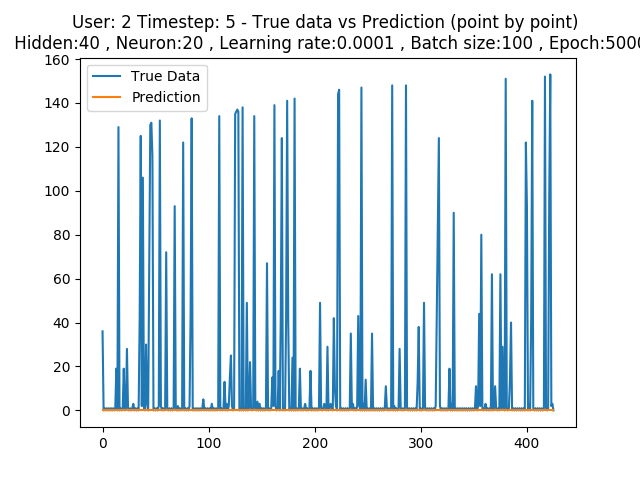 User: 2 Timestep: 5 - True data vs Prediction (point by point)
Hidden:40 , Neuron:20 , Learning rate:0.0001 , Batch size:100 , Epoch:5000
True Data
Prediction
160
140
120
100
80
60
40
20
0
0 100 200 300 400